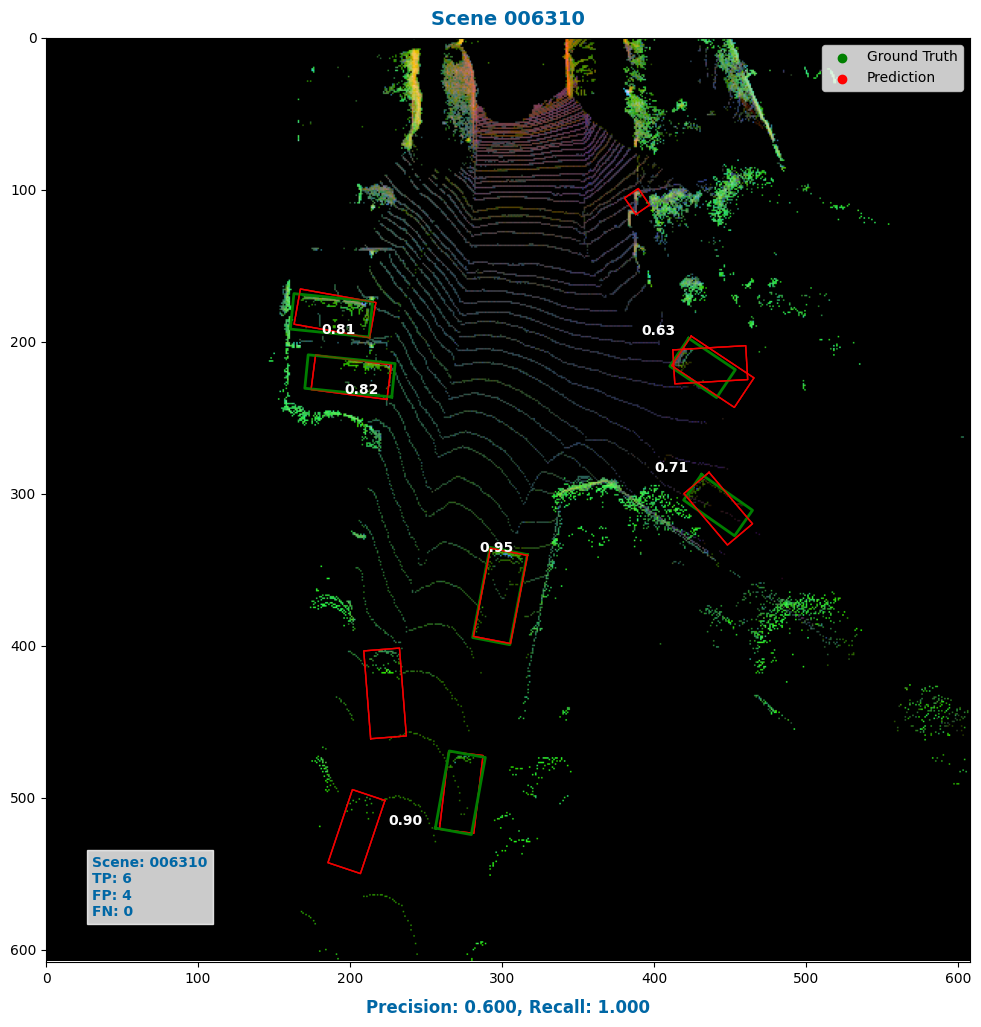 Scene 006310
Ground Truth
Prediction
0
100
200
300
400
500
600
0.81
0.82
0.63
0.71
0.95
0.90
Scene: 006310
TP: 6
FP: 4
FN: 0
0 100 200 300 400 500 600
Precision: 0.600, Recall: 1.000